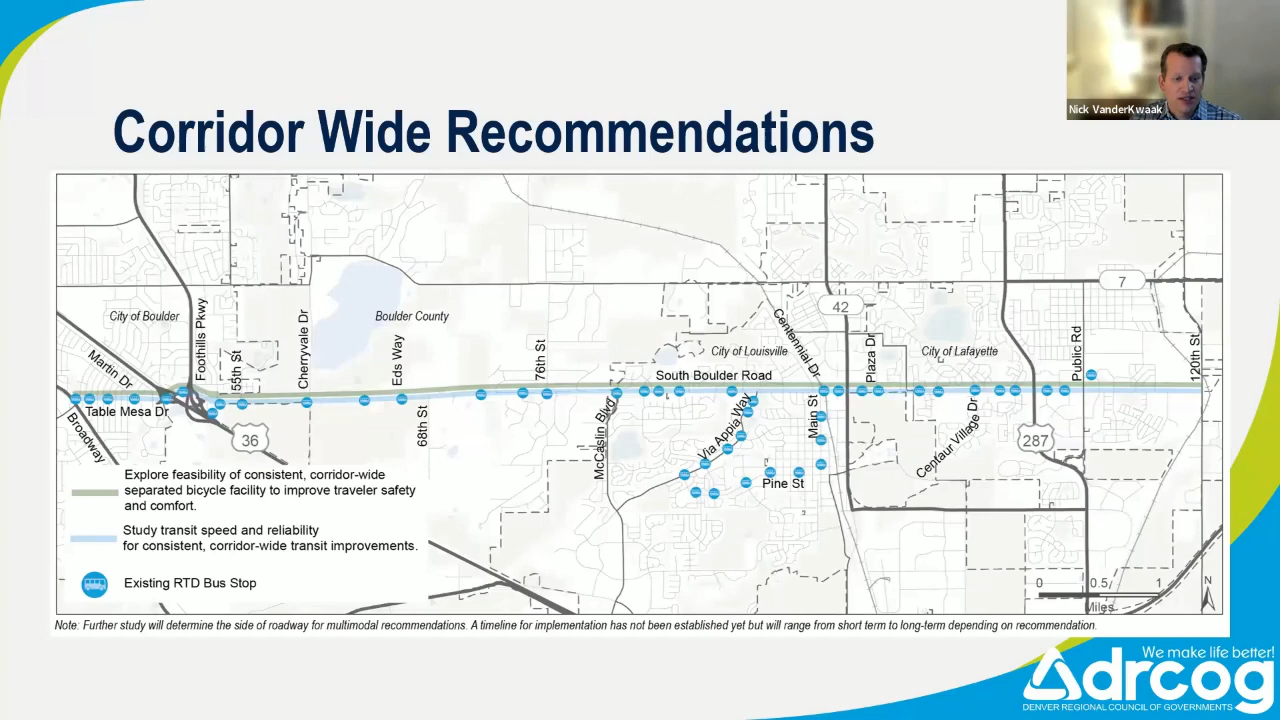 Nick VanderKwaak
Corridor Wide Recommendations
7
42
City of Boulder
Boulder County
Foothills Pkwy
55th St
Cherryvale Dr
Eds Way
76th St
Centennial Dr
City of Louisville
Plaza Dr
City of Lafayette
Public Rd
120th St
Martin Dr
South Boulder Road
Table Mesa Dr
Broadway
36
68th St
McCaslin Blvd
Via Appia Way
Main St
Centaur Village Dr
287
Pine St
Explore feasibility of consistent, corridor-wide
separated bicycle facility to improve traveler safety
and comfort.
Study transit speed and reliability
for consistent, corridor-wide transit improvements.
Existing RTD Bus Stop
0 0.5 1
Miles
N
Note: Further study will determine the side of roadway for multimodal recommendations. A timeline for implementation has not been established yet but will range from short term to long-term depending on recommendation.
We make life better!
drcog
DENVER REGIONAL COUNCIL OF GOVERNMENTS